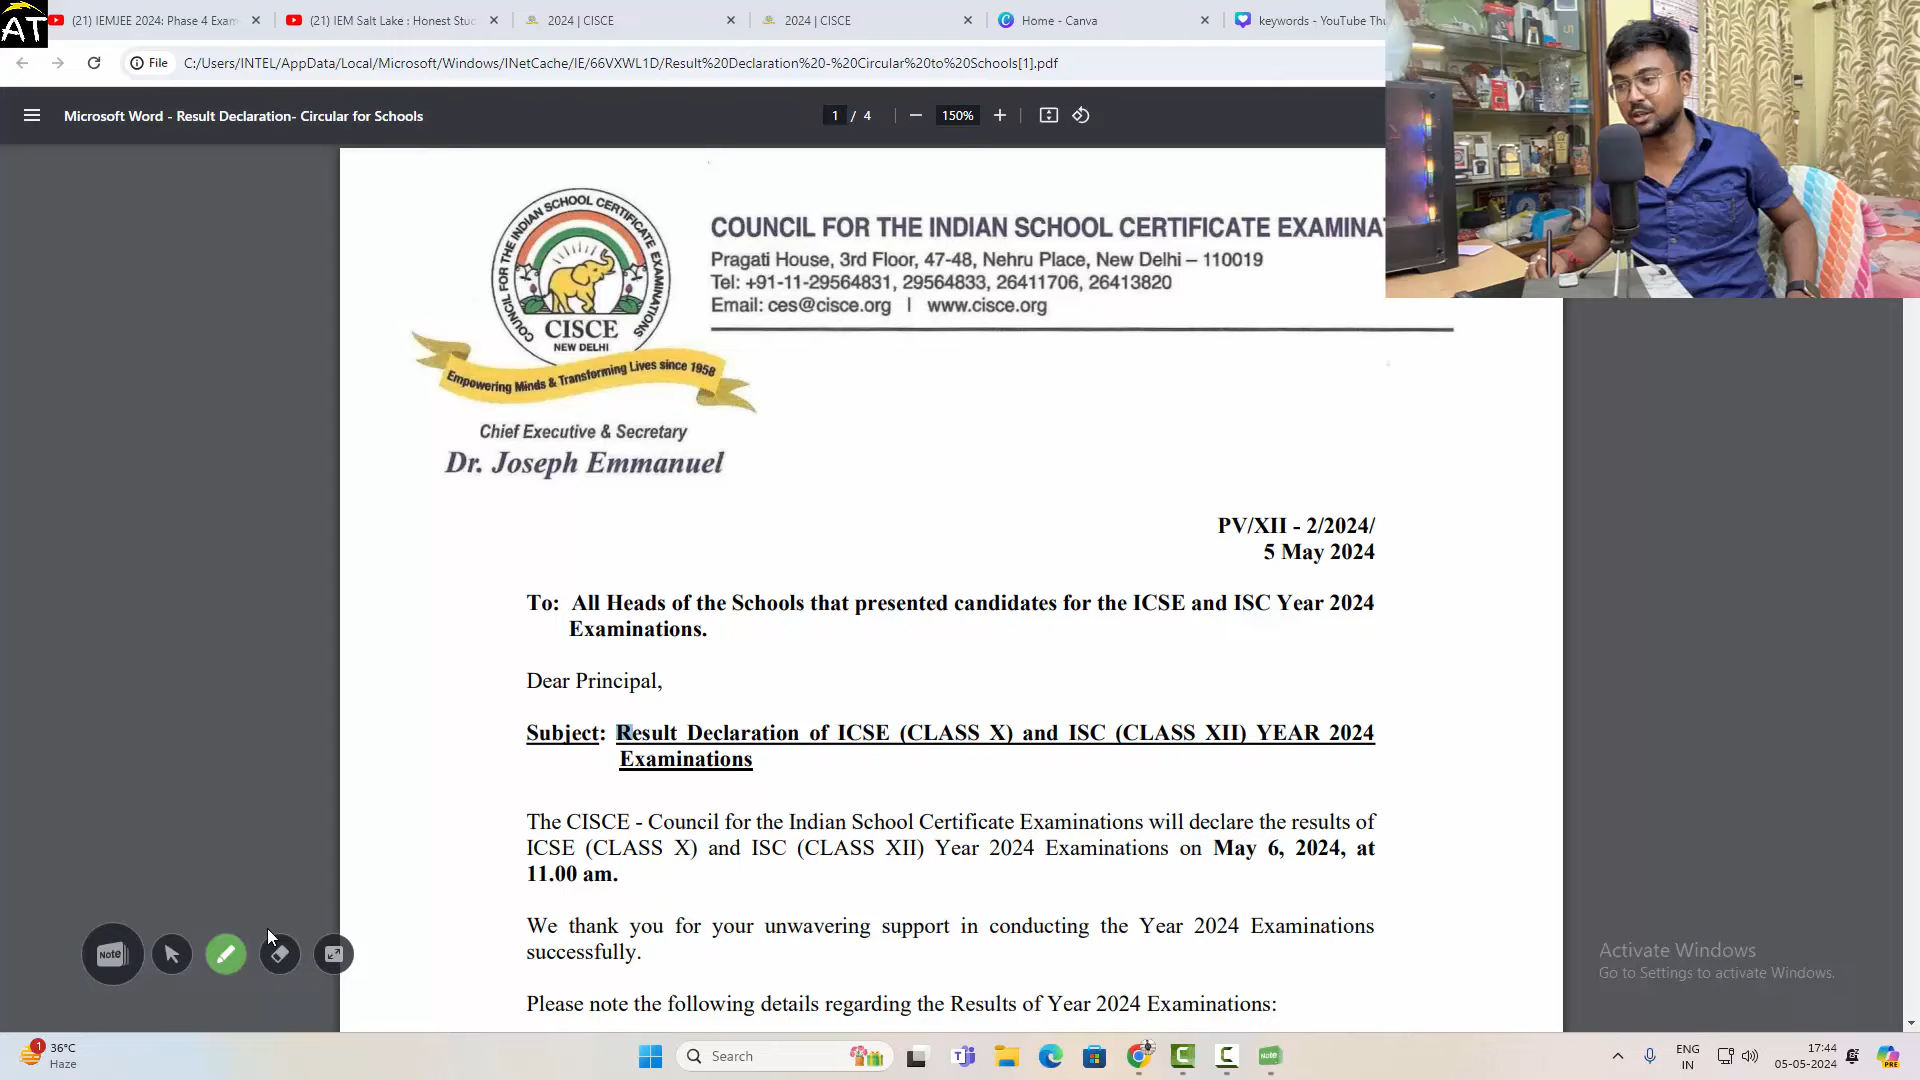 AT
(21) IEMJEE 2024: Phase 4 Exam
(21) IEM Salt Lake : Honest Stud
2024 | CISCE
2024 | CISCE
Home - Canva
keywords - YouTube Thu
File
C:/Users/INTEL/AppData/Local/Microsoft/Windows/INetCache/IE/66VXWL1D/Result%20Declaration%20-%20Circular%20to%20Schools[1].pdf
Microsoft Word - Result Declaration- Circular for Schools
1 / 4
150%
COUNCIL FOR THE INDIAN SCHOOL CERTIFICATE EXAMINATIONS
CISCE
NEW DELHI
Empowering Minds & Transforming Lives since 1958
COUNCIL FOR THE INDIAN SCHOOL CERTIFICATE EXAMINA
Pragati House, 3rd Floor, 47-48, Nehru Place, New Delhi – 110019
Tel: +91-11-29564831, 29564833, 26411706, 26413820
Email: ces@cisce.org | www.cisce.org
Chief Executive & Secretary
Dr. Joseph Emmanuel
PV/XII - 2/2024/
5 May 2024
To: All Heads of the Schools that presented candidates for the ICSE and ISC Year 2024
Examinations.
Dear Principal,
Subject: Result Declaration of ICSE (CLASS X) and ISC (CLASS XII) YEAR 2024
Examinations
The CISCE - Council for the Indian School Certificate Examinations will declare the results of
ICSE (CLASS X) and ISC (CLASS XII) Year 2024 Examinations on May 6, 2024, at
11.00 am.
We thank you for your unwavering support in conducting the Year 2024 Examinations
successfully.
Please note the following details regarding the Results of Year 2024 Examinations:
Note
Activate Windows
Go to Settings to activate Windows.
1
36°C
Haze
Search
Note
ENG
IN
17:44
05-05-2024
PRE